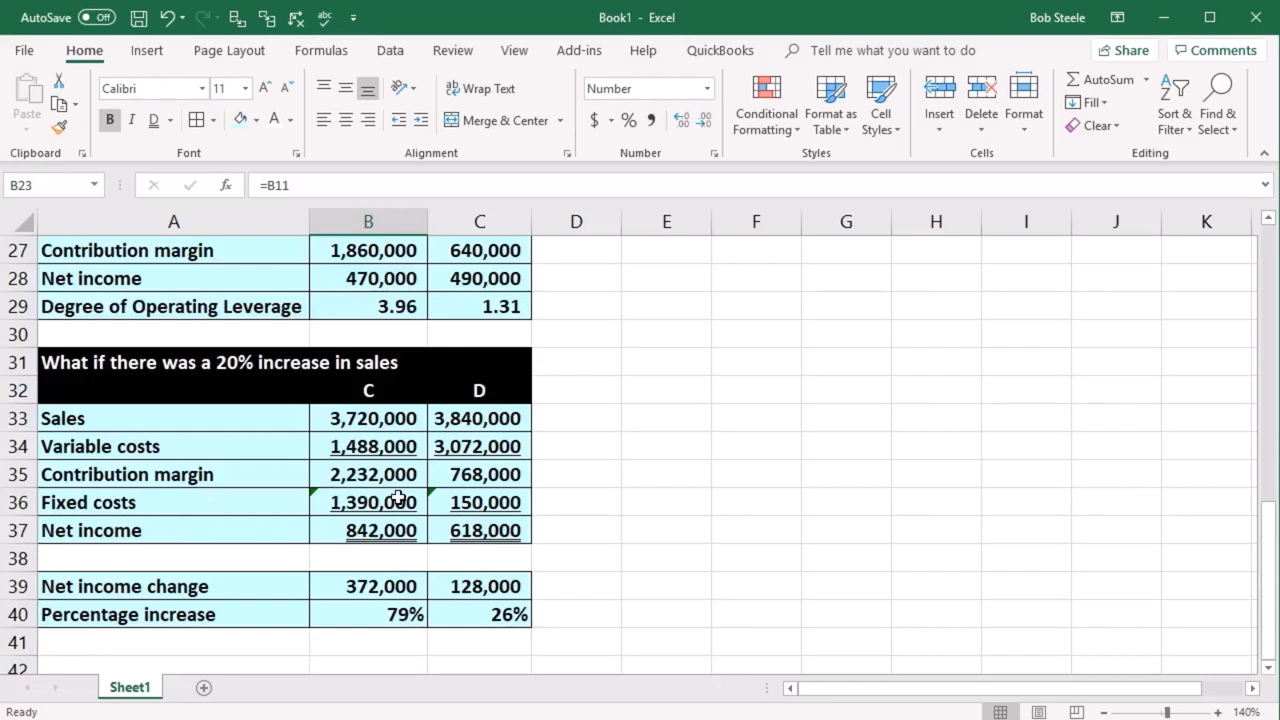 AutoSave Off
Book1 - Excel
Bob Steele
File Home Insert Page Layout Formulas Data Review View Add-ins Help QuickBooks Tell me what you want to do Share Comments
Paste
Clipboard
Calibri 11
B I D A
Font
Wrap Text
Merge & Center
Alignment
Number
$ % ,
Number
Conditional Formatting
Format as Table
Cell Styles
Styles
Insert Delete Format
Cells
AutoSum
Fill
Clear
Sort & Filter
Find & Select
Editing
B23 fx =B11
A B C D E F G H I J K
27 Contribution margin 1,860,000 640,000
28 Net income 470,000 490,000
29 Degree of Operating Leverage 3.96 1.31
30
31 What if there was a 20% increase in sales
32 C D
33 Sales 3,720,000 3,840,000
34 Variable costs 1,488,000 3,072,000
35 Contribution margin 2,232,000 768,000
36 Fixed costs 1,390,000 150,000
37 Net income 842,000 618,000
38
39 Net income change 372,000 128,000
40 Percentage increase 79% 26%
41
42
Sheet1
Ready
140%